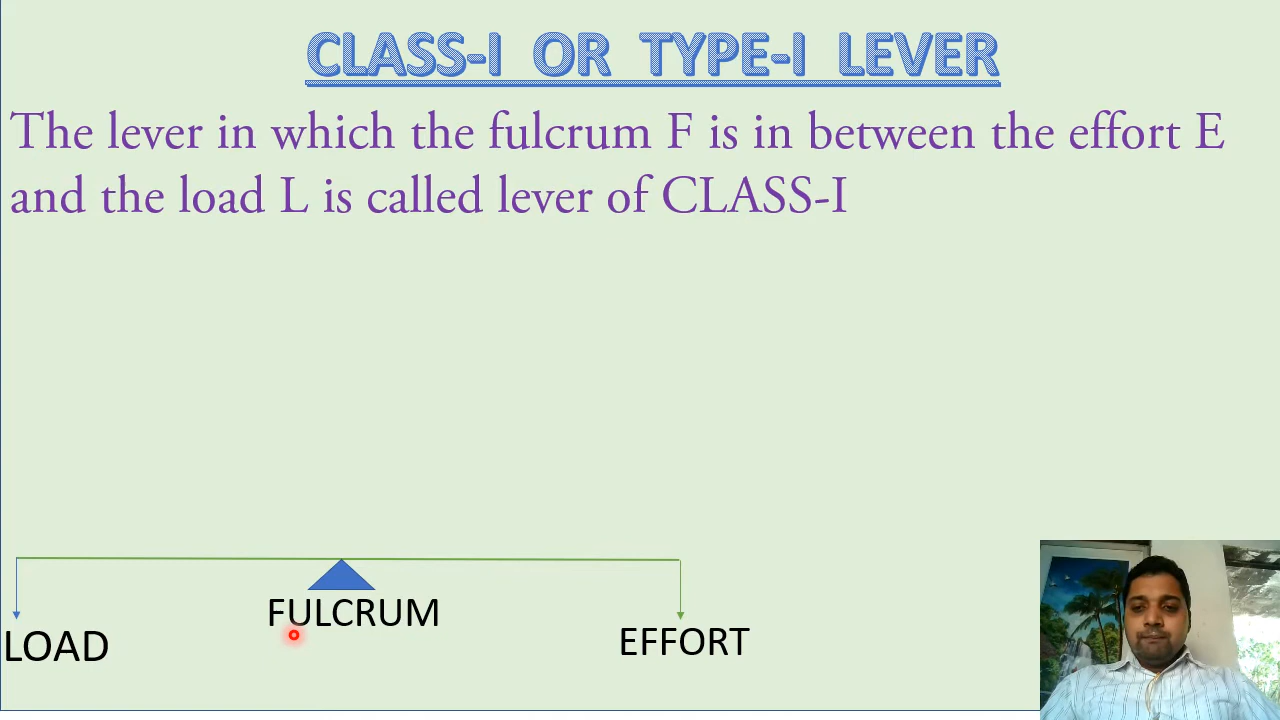 CLASS-I OR TYPE-I LEVER
The lever in which the fulcrum F is in between the effort E
and the load L is called lever of CLASS-I
FULCRUM
LOAD
EFFORT